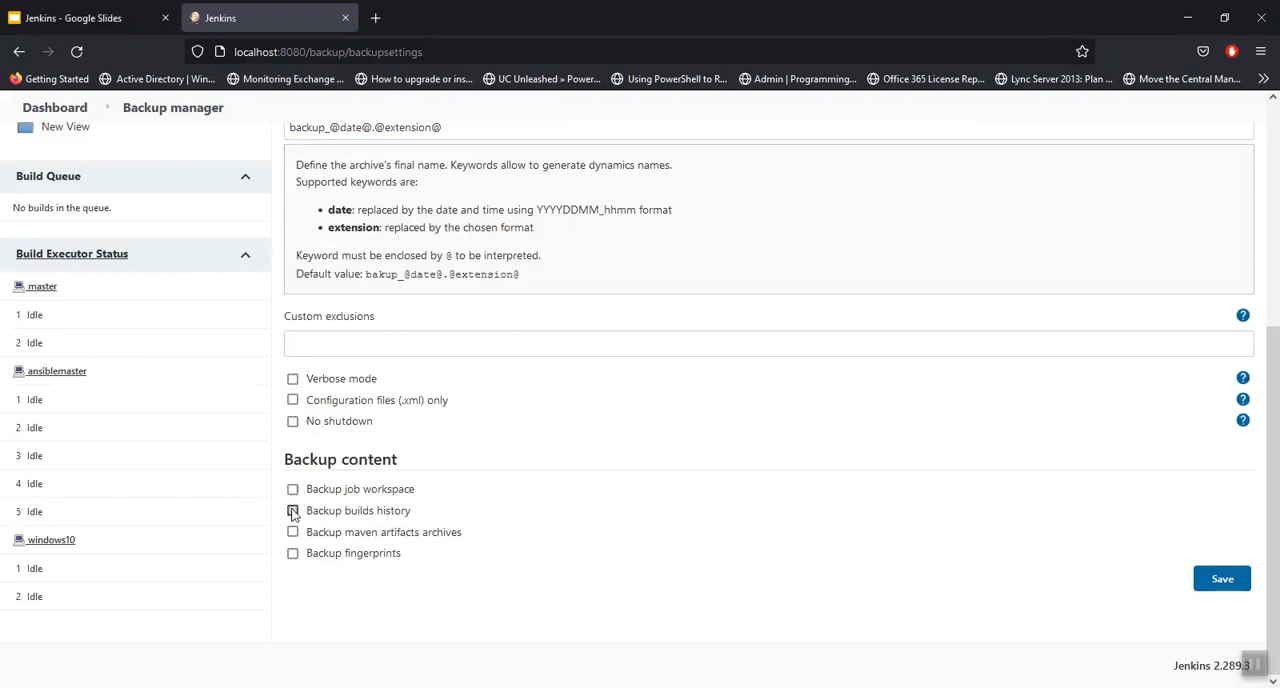 Jenkins - Google Slides
Jenkins
localhost:8080/backup/backupsettings
Getting Started
Active Directory | Win...
Monitoring Exchange ...
How to upgrade or ins...
UC Unleashed » Power...
Using PowerShell to R...
Admin | Programming...
Office 365 License Rep...
Lync Server 2013: Plan ...
Move the Central Man...
Dashboard
Backup manager
New View
Build Queue
No builds in the queue.
Build Executor Status
master
1 Idle
2 Idle
ansiblemaster
1 Idle
2 Idle
3 Idle
4 Idle
5 Idle
windows10
1 Idle
2 Idle
backup_@date@.@extension@
Define the archive's final name. Keywords allow to generate dynamics names.
Supported keywords are:
• date: replaced by the date and time using YYYYDDMM_hhmm format
• extension: replaced by the chosen format
Keyword must be enclosed by @ to be interpreted.
Default value: bakup_@date@.@extension@
Custom exclusions
?
Verbose mode
?
Configuration files (.xml) only
?
No shutdown
?
Backup content
Backup job workspace
Backup builds history
Backup maven artifacts archives
Backup fingerprints
Save
Jenkins 2.289.3